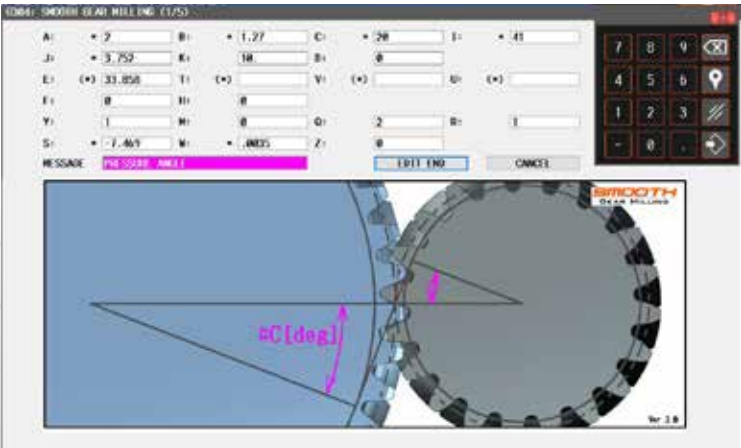 SMOOTH GEAR MILLING (1/5)
A: * 2 B: * 1.27 C: * 20 I: * 41
J: * 3.752 K: 10.  0
E: (*) 33.858 T: (*) V: (*) U: (*)
F: 0 H: 0
Y: 1 M: 0 Q: 2 R: 1
S: * -7.469 W: * .0035 Z: 0
MESSAGE PRESSURE ANGLE EDIT END CANCEL
7 8 9
4 5 6
1 2 3
- 0 .
SMOOTH
GEAR MILLING
C[deg]
Ver 2.0